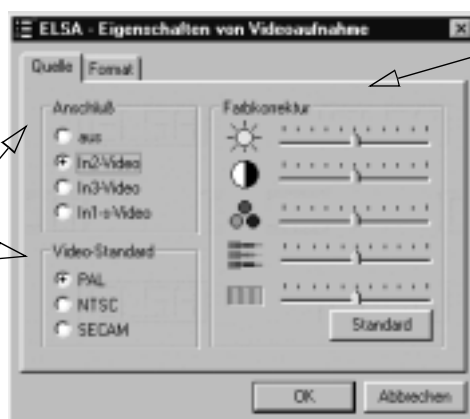 ELSA - Eigenschaften von Videoaufnahme
Quelle
Format
Anschluß
aus
In2-Video
In3-Video
In1-s-Video
Video-Standard
PAL
NTSC
SECAM
Farbkorrektur
Standard
OK
Abbrechen